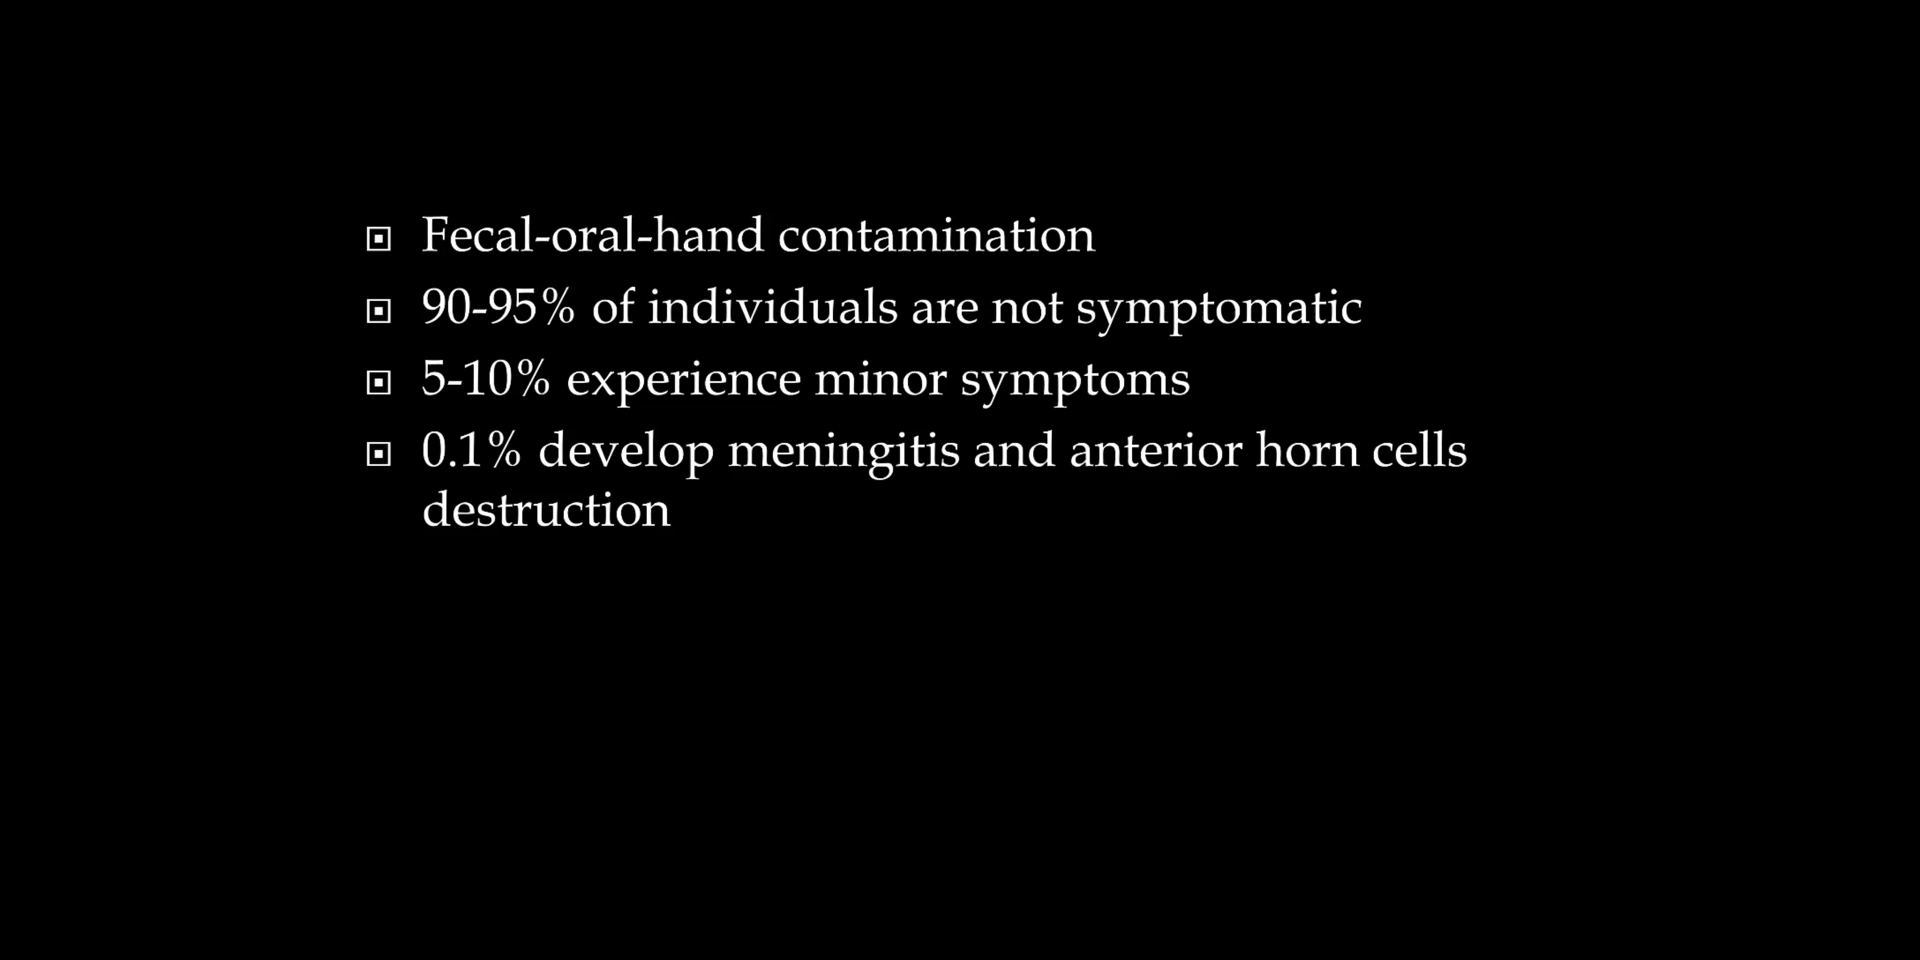 Fecal-oral-hand contamination
90-95% of individuals are not symptomatic
5-10% experience minor symptoms
0.1% develop meningitis and anterior horn cells
destruction